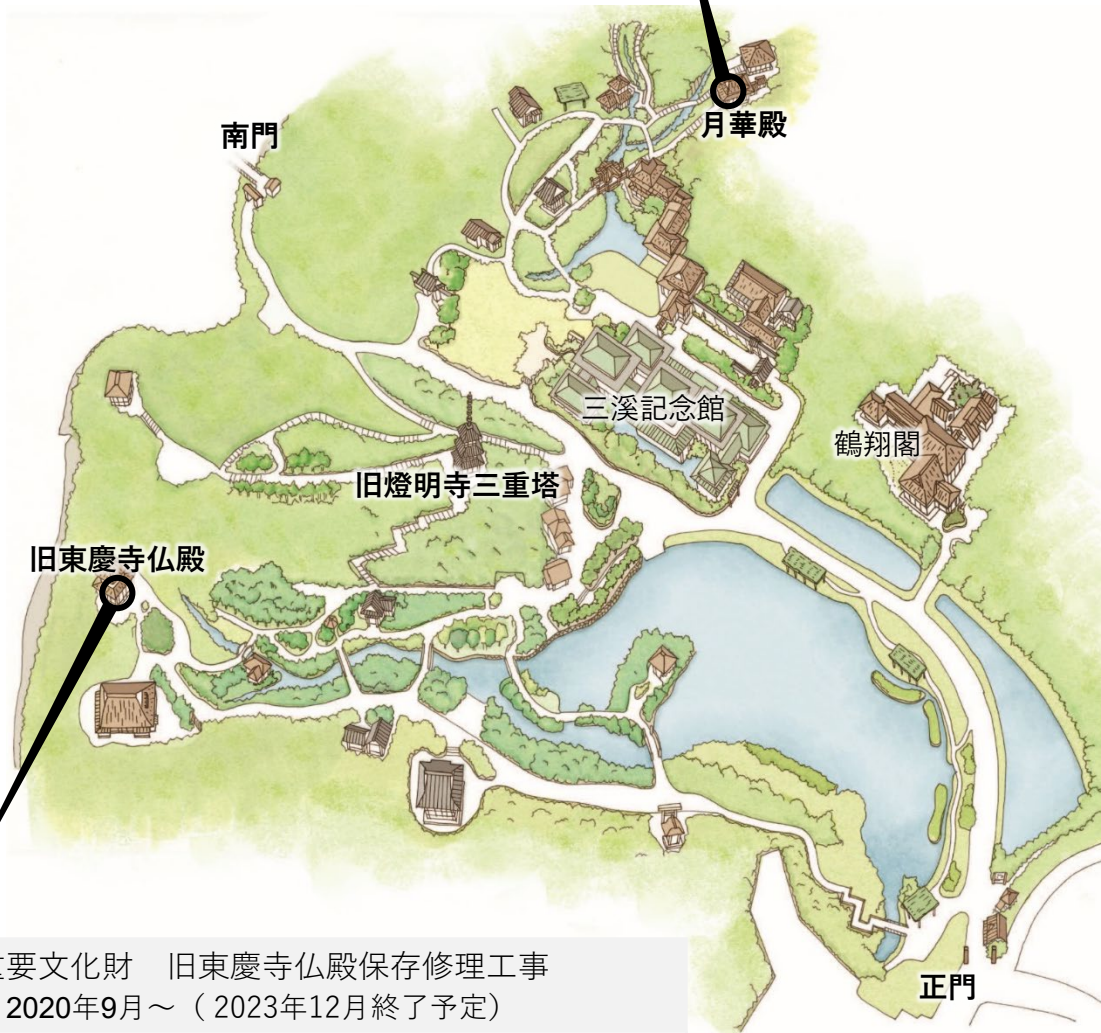 月華殿
南門
三溪記念館
鶴翔閣
旧燈明寺三重塔
旧東慶寺仏殿
重要文化財　旧東慶寺仏殿保存修理工事
2020年9月～（2023年12月終了予定）
正門